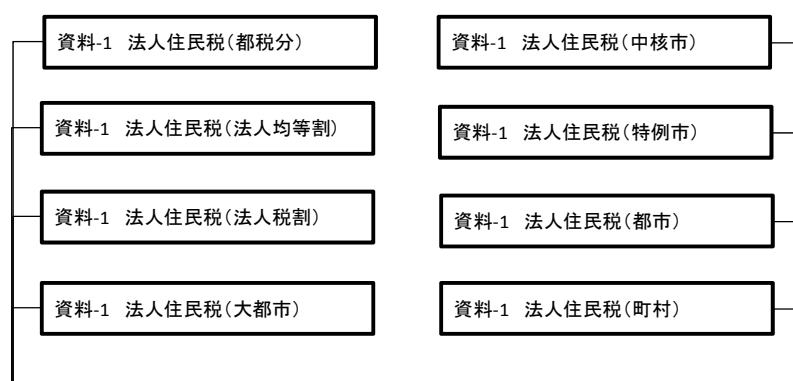 資料-1 法人住民税(都税分)
資料-1 法人住民税(法人均等割)
資料-1 法人住民税(法人税割)
資料-1 法人住民税(大都市)
資料-1 法人住民税(中核市)
資料-1 法人住民税(特例市)
資料-1 法人住民税(都市)
資料-1 法人住民税(町村)